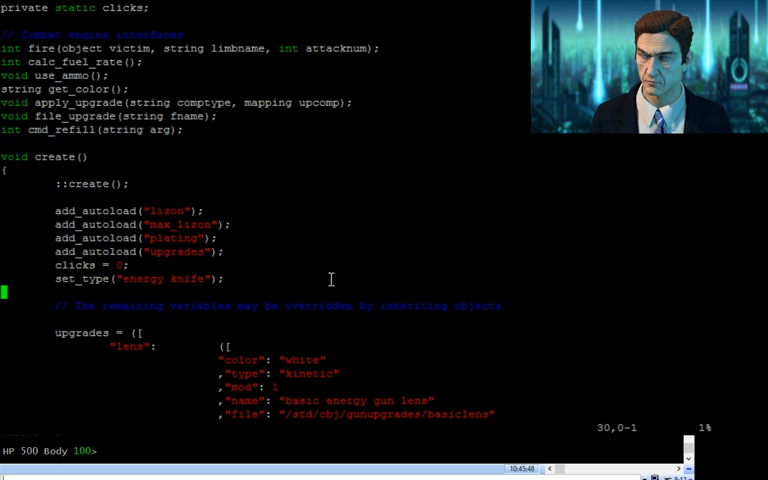 private static clicks;
// Combat engine interfaces
int fire(object victim, string limbname, int attacknum);
int calc_fuel_rate();
void use_ammo();
string get_color();
void apply_upgrade(string comptype, mapping upcomp);
void file_upgrade(string fname);
int cmd_refill(string arg);
void create()
{
::create();
add_autoload("lizon");
add_autoload("max_lizon");
add_autoload("plating");
add_autoload("upgrades");
clicks = 0;
set_type("energy knife");
// The remaining variables may be overridden by inheriting objects
upgrades = ([
"lens": ([
"color": "white"
,"type": "kinetic"
,"mod": 1
,"name": "basic energy gun lens"
,"file": "/std/obj/gunupgrades/basiclens"
30,0-1 1%
HP 500 Body 100>
10:45:48